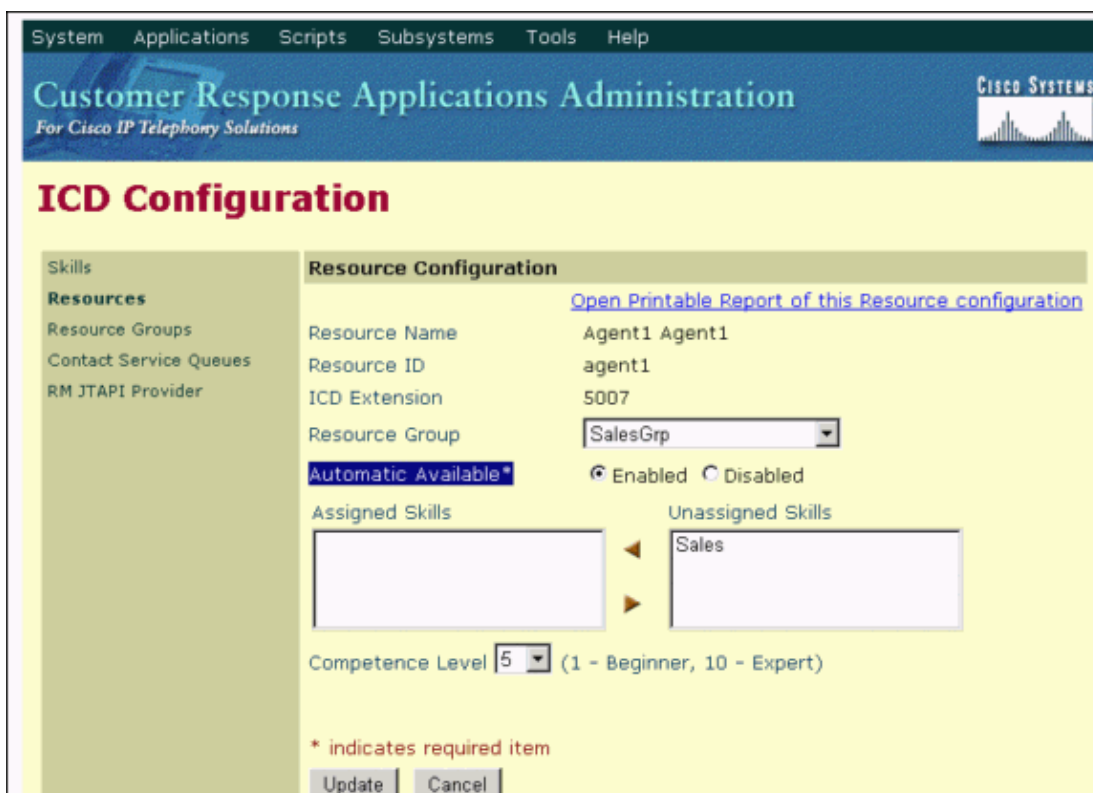 System Applications Scripts Subsystems Tools Help
Customer Response Applications Administration
For Cisco IP Telephony Solutions
CISCO SYSTEMS
ICD Configuration
Skills
Resources
Resource Groups
Contact Service Queues
RM JTAPI Provider
Resource Configuration
Open Printable Report of this Resource configuration
Resource Name Agent1 Agent1
Resource ID agent1
ICD Extension 5007
Resource Group SalesGrp
Automatic Available* Enabled Disabled
Assigned Skills Unassigned Skills
Sales
Competence Level 5 (1 - Beginner, 10 - Expert)
* indicates required item
Update Cancel